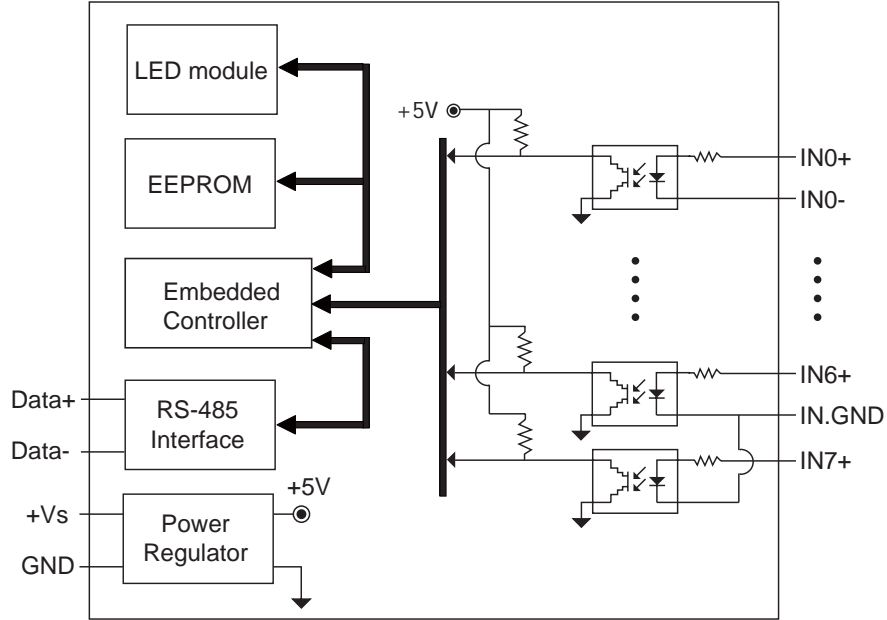 LED module
+5V
EEPROM
IN0+
IN0-
Embedded
Controller
IN6+
Data+
RS-485
Interface
IN.GND
Data-
IN7+
+5V
+Vs
Power
Regulator
GND